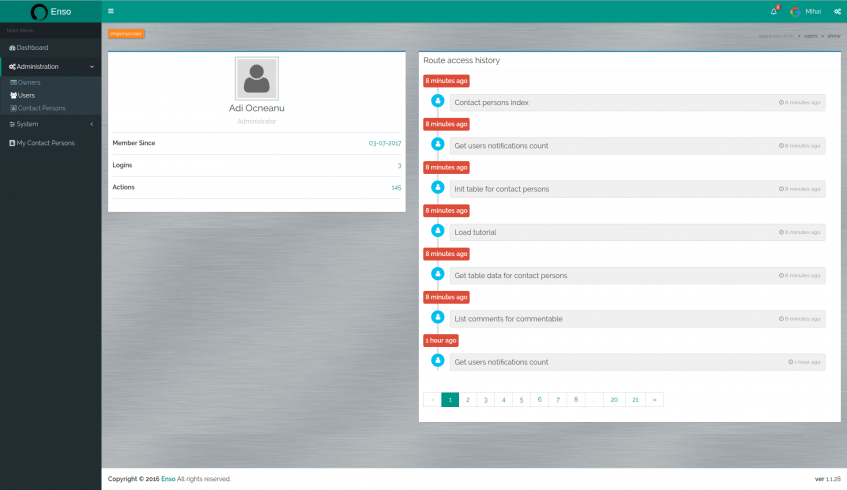 Enso
Mihai
Main Menu
Dashboard
Administration
Owners
Users
Contact Persons
System
My Contact Persons
Impersonate
administration » users » show
Adi Ocneanu
Administrator
Member Since 03-07-2017
Logins 3
Actions 145
Route access history
8 minutes ago
Contact persons index 8 minutes ago
8 minutes ago
Get users notifications count 8 minutes ago
8 minutes ago
Init table for contact persons 8 minutes ago
8 minutes ago
Load tutorial 8 minutes ago
8 minutes ago
Get table data for contact persons 8 minutes ago
8 minutes ago
List comments for commentable 8 minutes ago
1 hour ago
Get users notifications count 1 hour ago
« 1 2 3 4 5 6 7 8 ... 20 21 »
Copyright © 2016 Enso All rights reserved.
ver 1.1.28